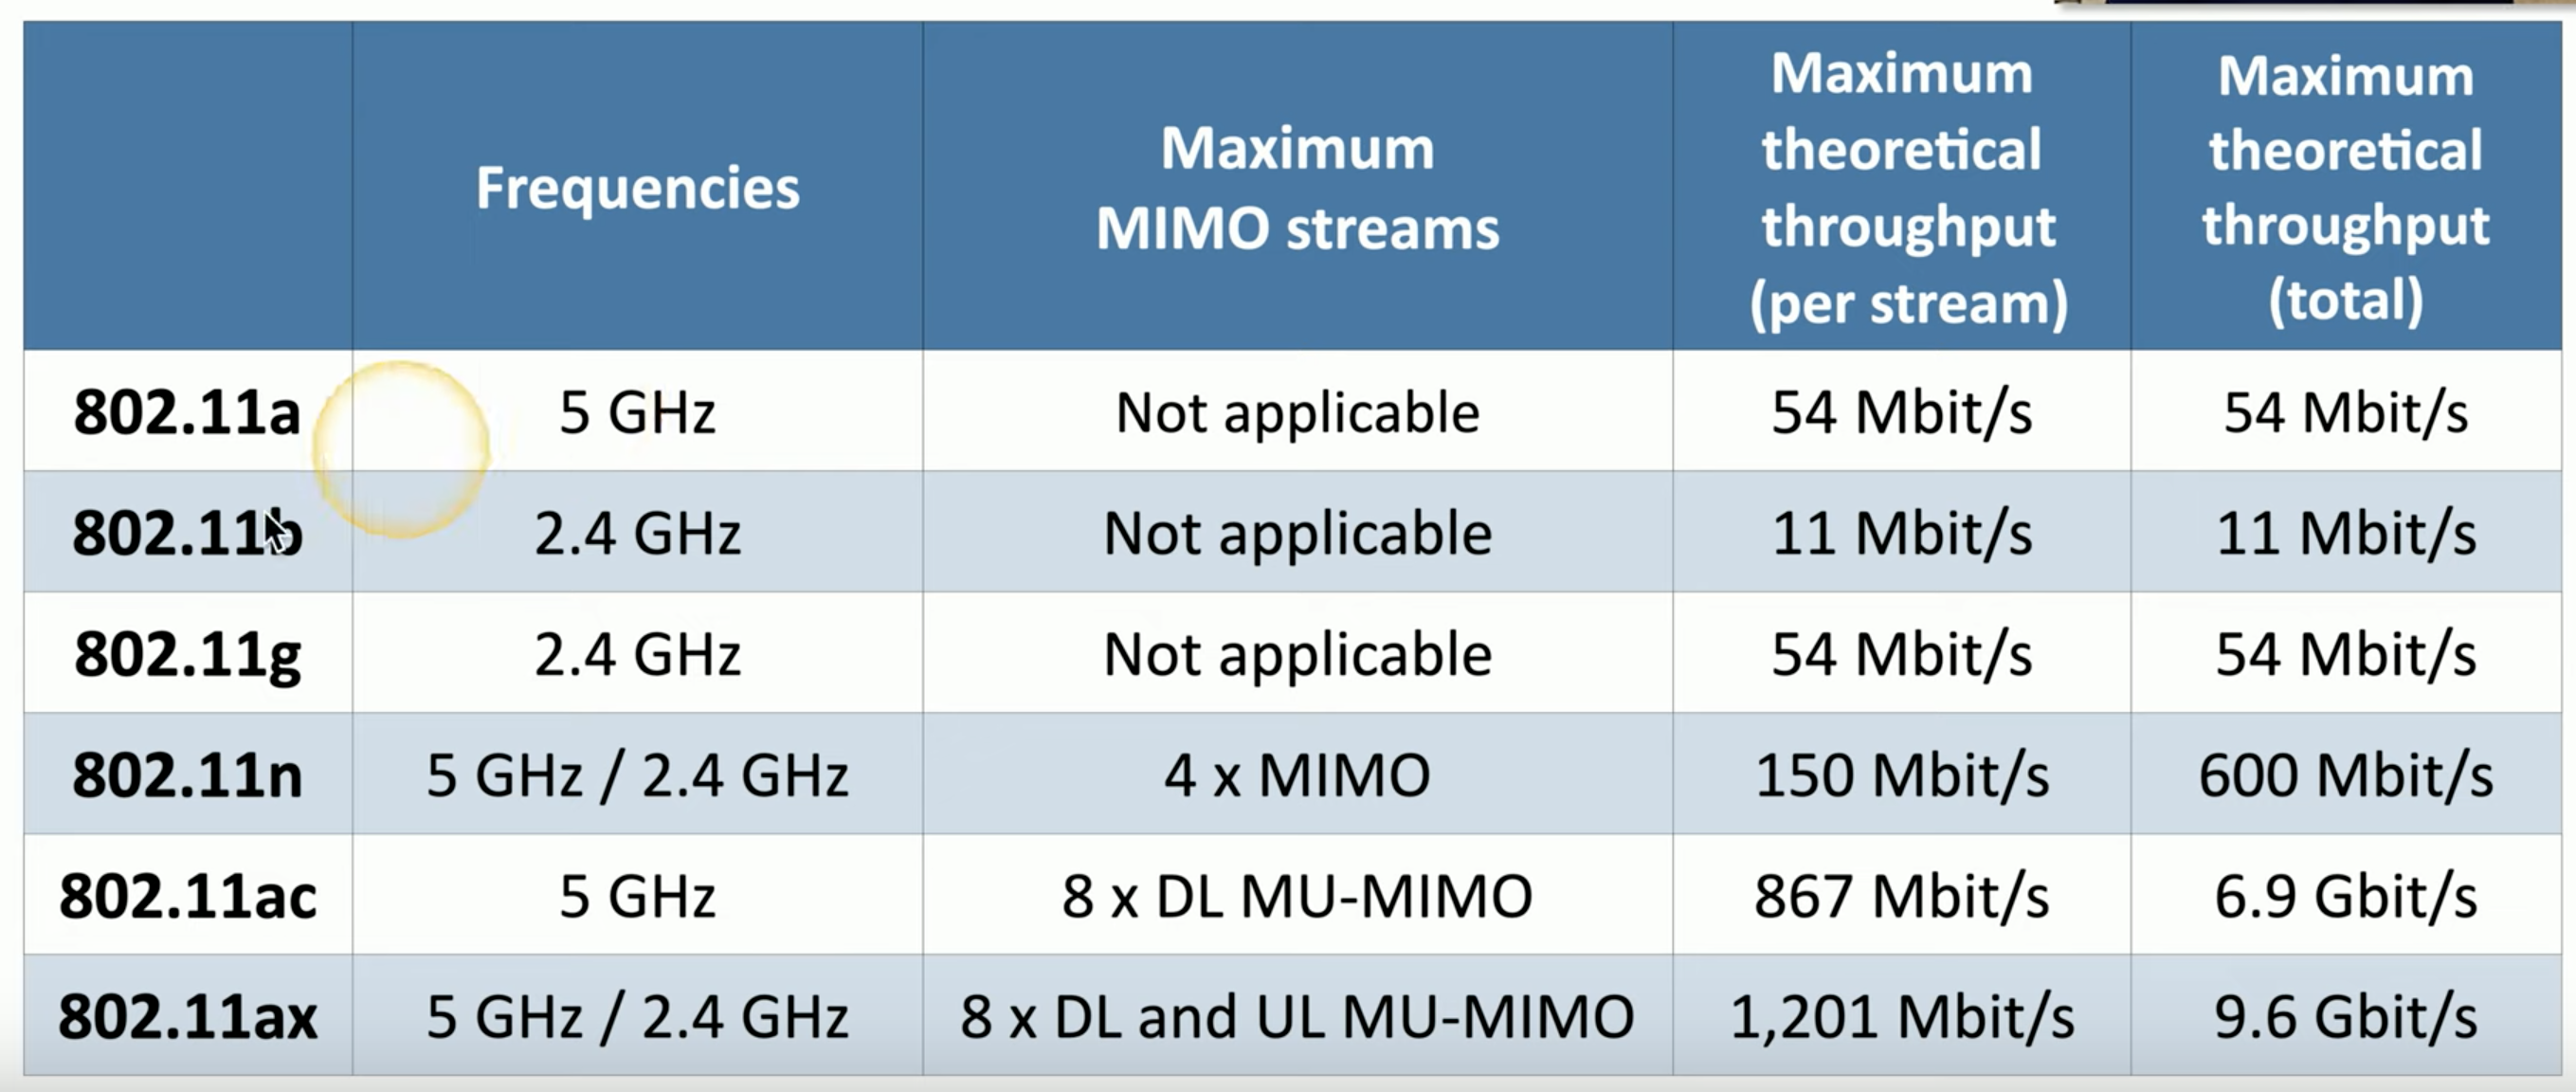 Frequencies
Maximum
MIMO streams
Maximum
theoretical
throughput
(per stream)
Maximum
theoretical
throughput
(total)
802.11a
5 GHz
Not applicable
54 Mbit/s
54 Mbit/s
802.11b
2.4 GHz
Not applicable
11 Mbit/s
11 Mbit/s
802.11g
2.4 GHz
Not applicable
54 Mbit/s
54 Mbit/s
802.11n
5 GHz / 2.4 GHz
4 x MIMO
150 Mbit/s
600 Mbit/s
802.11ac
5 GHz
8 x DL MU-MIMO
867 Mbit/s
6.9 Gbit/s
802.11ax
5 GHz / 2.4 GHz
8 x DL and UL MU-MIMO
1,201 Mbit/s
9.6 Gbit/s